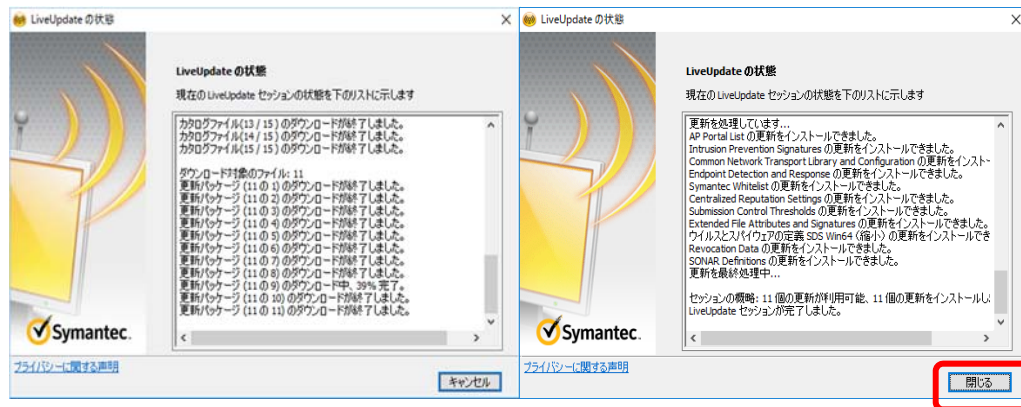 LiveUpdate の状態
LiveUpdate の状態
現在の LiveUpdate セッションの状態を下のリストに示します
カタログファイル(13 / 15) のダウンロードが終了しました。
カタログファイル(14 / 15) のダウンロードが終了しました。
カタログファイル(15 / 15) のダウンロードが終了しました。
ダウンロード対象のファイル: 11
更新パッケージ (11 の 1) のダウンロードが終了しました。
更新パッケージ (11 の 2) のダウンロードが終了しました。
更新パッケージ (11 の 3) のダウンロードが終了しました。
更新パッケージ (11 の 4) のダウンロードが終了しました。
更新パッケージ (11 の 5) のダウンロードが終了しました。
更新パッケージ (11 の 6) のダウンロードが終了しました。
更新パッケージ (11 の 7) のダウンロードが終了しました。
更新パッケージ (11 の 8) のダウンロードが終了しました。
更新パッケージ (11 の 9) のダウンロード中、39% 完了。
更新パッケージ (11 の 10) のダウンロードが終了しました。
更新パッケージ (11 の 11) のダウンロードが終了しました。
Symantec.
プライバシーに関する声明
キャンセル
LiveUpdate の状態
LiveUpdate の状態
現在の LiveUpdate セッションの状態を下のリストに示します
更新を処理しています...
AP Portal List の更新をインストールできました。
Intrusion Prevention Signatures の更新をインストールできました。
Common Network Transport Library and Configuration の更新をインスト
Endpoint Detection and Response の更新をインストールできました。
Symantec Whitelist の更新をインストールできました。
Centralized Reputation Settings の更新をインストールできました。
Submission Control Thresholds の更新をインストールできました。
Extended File Attributes and Signatures の更新をインストールできました。
ウイルスとスパイウェアの定義 SDS Win64 (縮小) の更新をインストールでき
Revocation Data の更新をインストールできました。
SONAR Definitions の更新をインストールできました。
更新を最終処理中...
セッションの概略: 11 個の更新が利用可能、11 個の更新をインストールし
LiveUpdate セッションが完了しました。
Symantec.
プライバシーに関する声明
閉じる